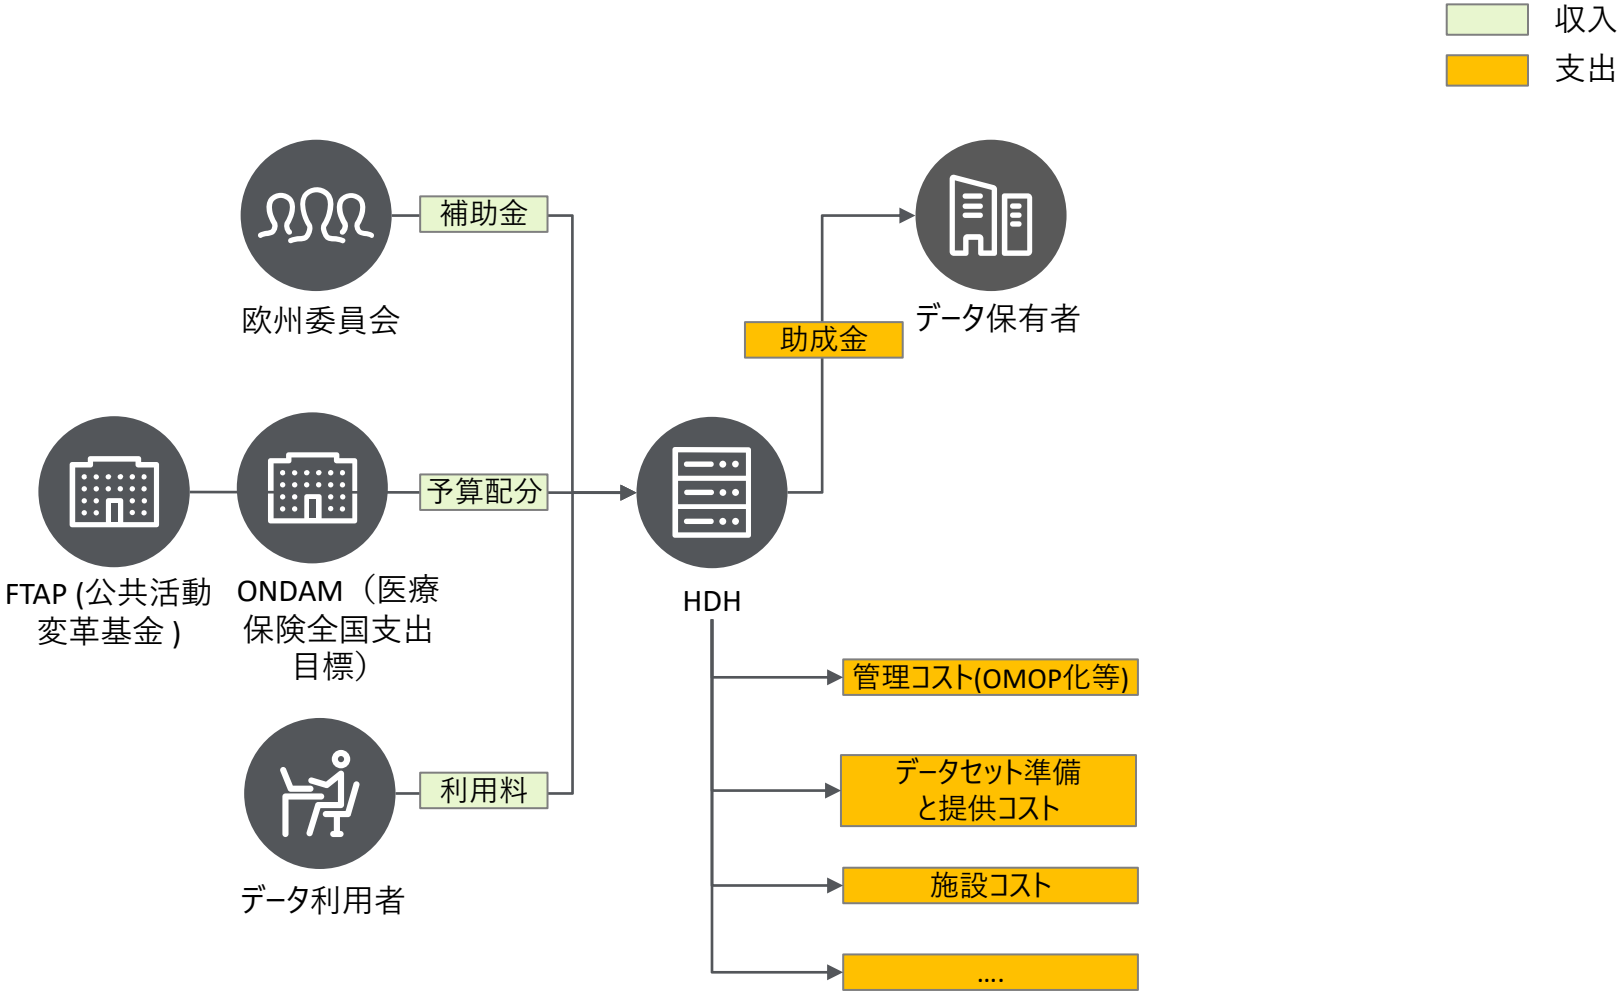 収入
支出
補助金
欧州委員会
データ保有者
助成金
予算配分
FTAP (公共活動
変革基金 )
ONDAM（医療
保険全国支出
目標）
HDH
管理コスト(OMOP化等)
データセット準備
と提供コスト
利用料
施設コスト
データ利用者
....